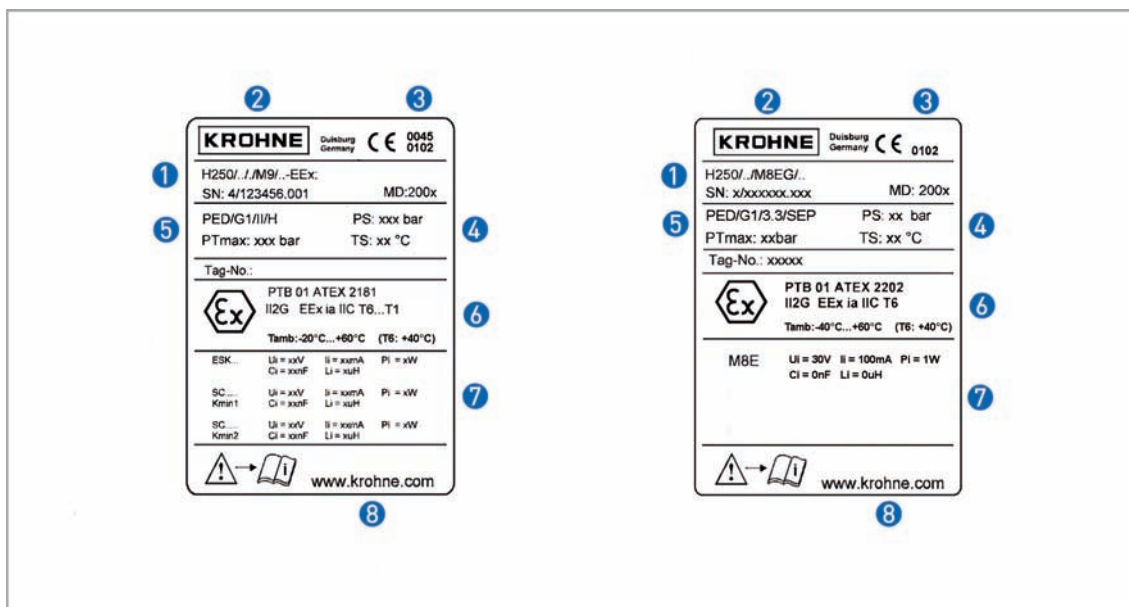 2 3
KROHNE Duisburg Germany CE 0045 0102
1 H250/../././M9/..-EEx:
SN: 4/123456.001 MD:200x
5 PED/G1/II/H PS: xxx bar 4
PTmax: xxx bar TS: xx °C
Tag-No.:
Ex PTB 01 ATEX 2181
II2G EEx ia IIC T6...T1 6
Tamb:-20°C...+60°C (T6: +40°C)
ESK... Ui = xxV Ii = xxmA Pi = xW
Ci = xxnF Li = xuH
SC..... Ui = xxV Ii = xxmA Pi = xW 7
Kmin1 Ci = xxnF Li = xuH
SC..... Ui = xxV Ii = xxmA Pi = xW
Kmin2 Ci = xxnF Li = xuH
i www.krohne.com
8
2 3
KROHNE Duisburg Germany CE 0102
1 H250/../M8EG/..
SN: x/xxxxxx.xxx MD: 200x
5 PED/G1/3.3/SEP PS: xx bar 4
PTmax: xxbar TS: xx °C
Tag-No.: xxxxx
Ex PTB 01 ATEX 2202
II2G EEx ia IIC T6 6
Tamb:-40°C...+60°C (T6: +40°C)
M8E Ui = 30V Ii = 100mA Pi = 1W
Ci = 0nF Li = 0uH
7
i www.krohne.com
8